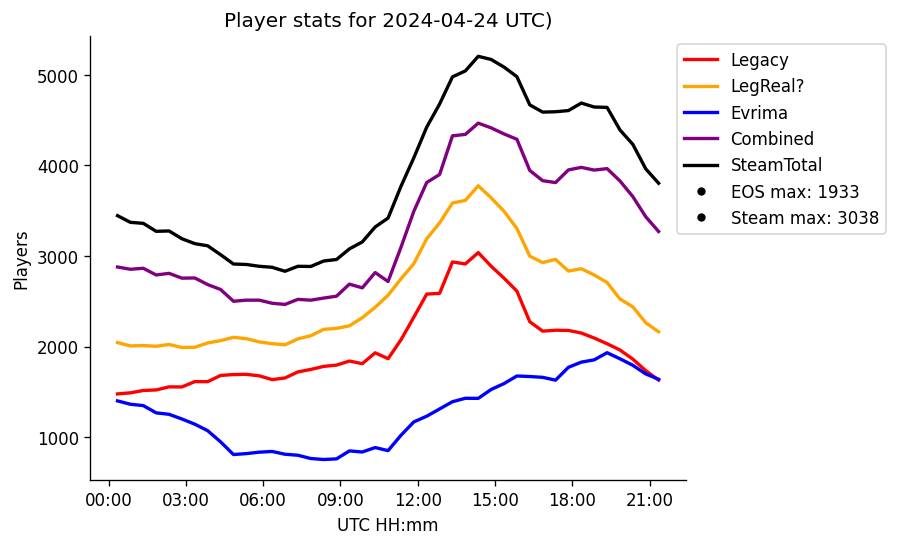 Player stats for 2024-04-24 UTC)
Players
5000
4000
3000
2000
1000
00:00 03:00 06:00 09:00 12:00 15:00 18:00 21:00
UTC HH:mm
Legacy
LegReal?
Evrima
Combined
SteamTotal
EOS max: 1933
Steam max: 3038